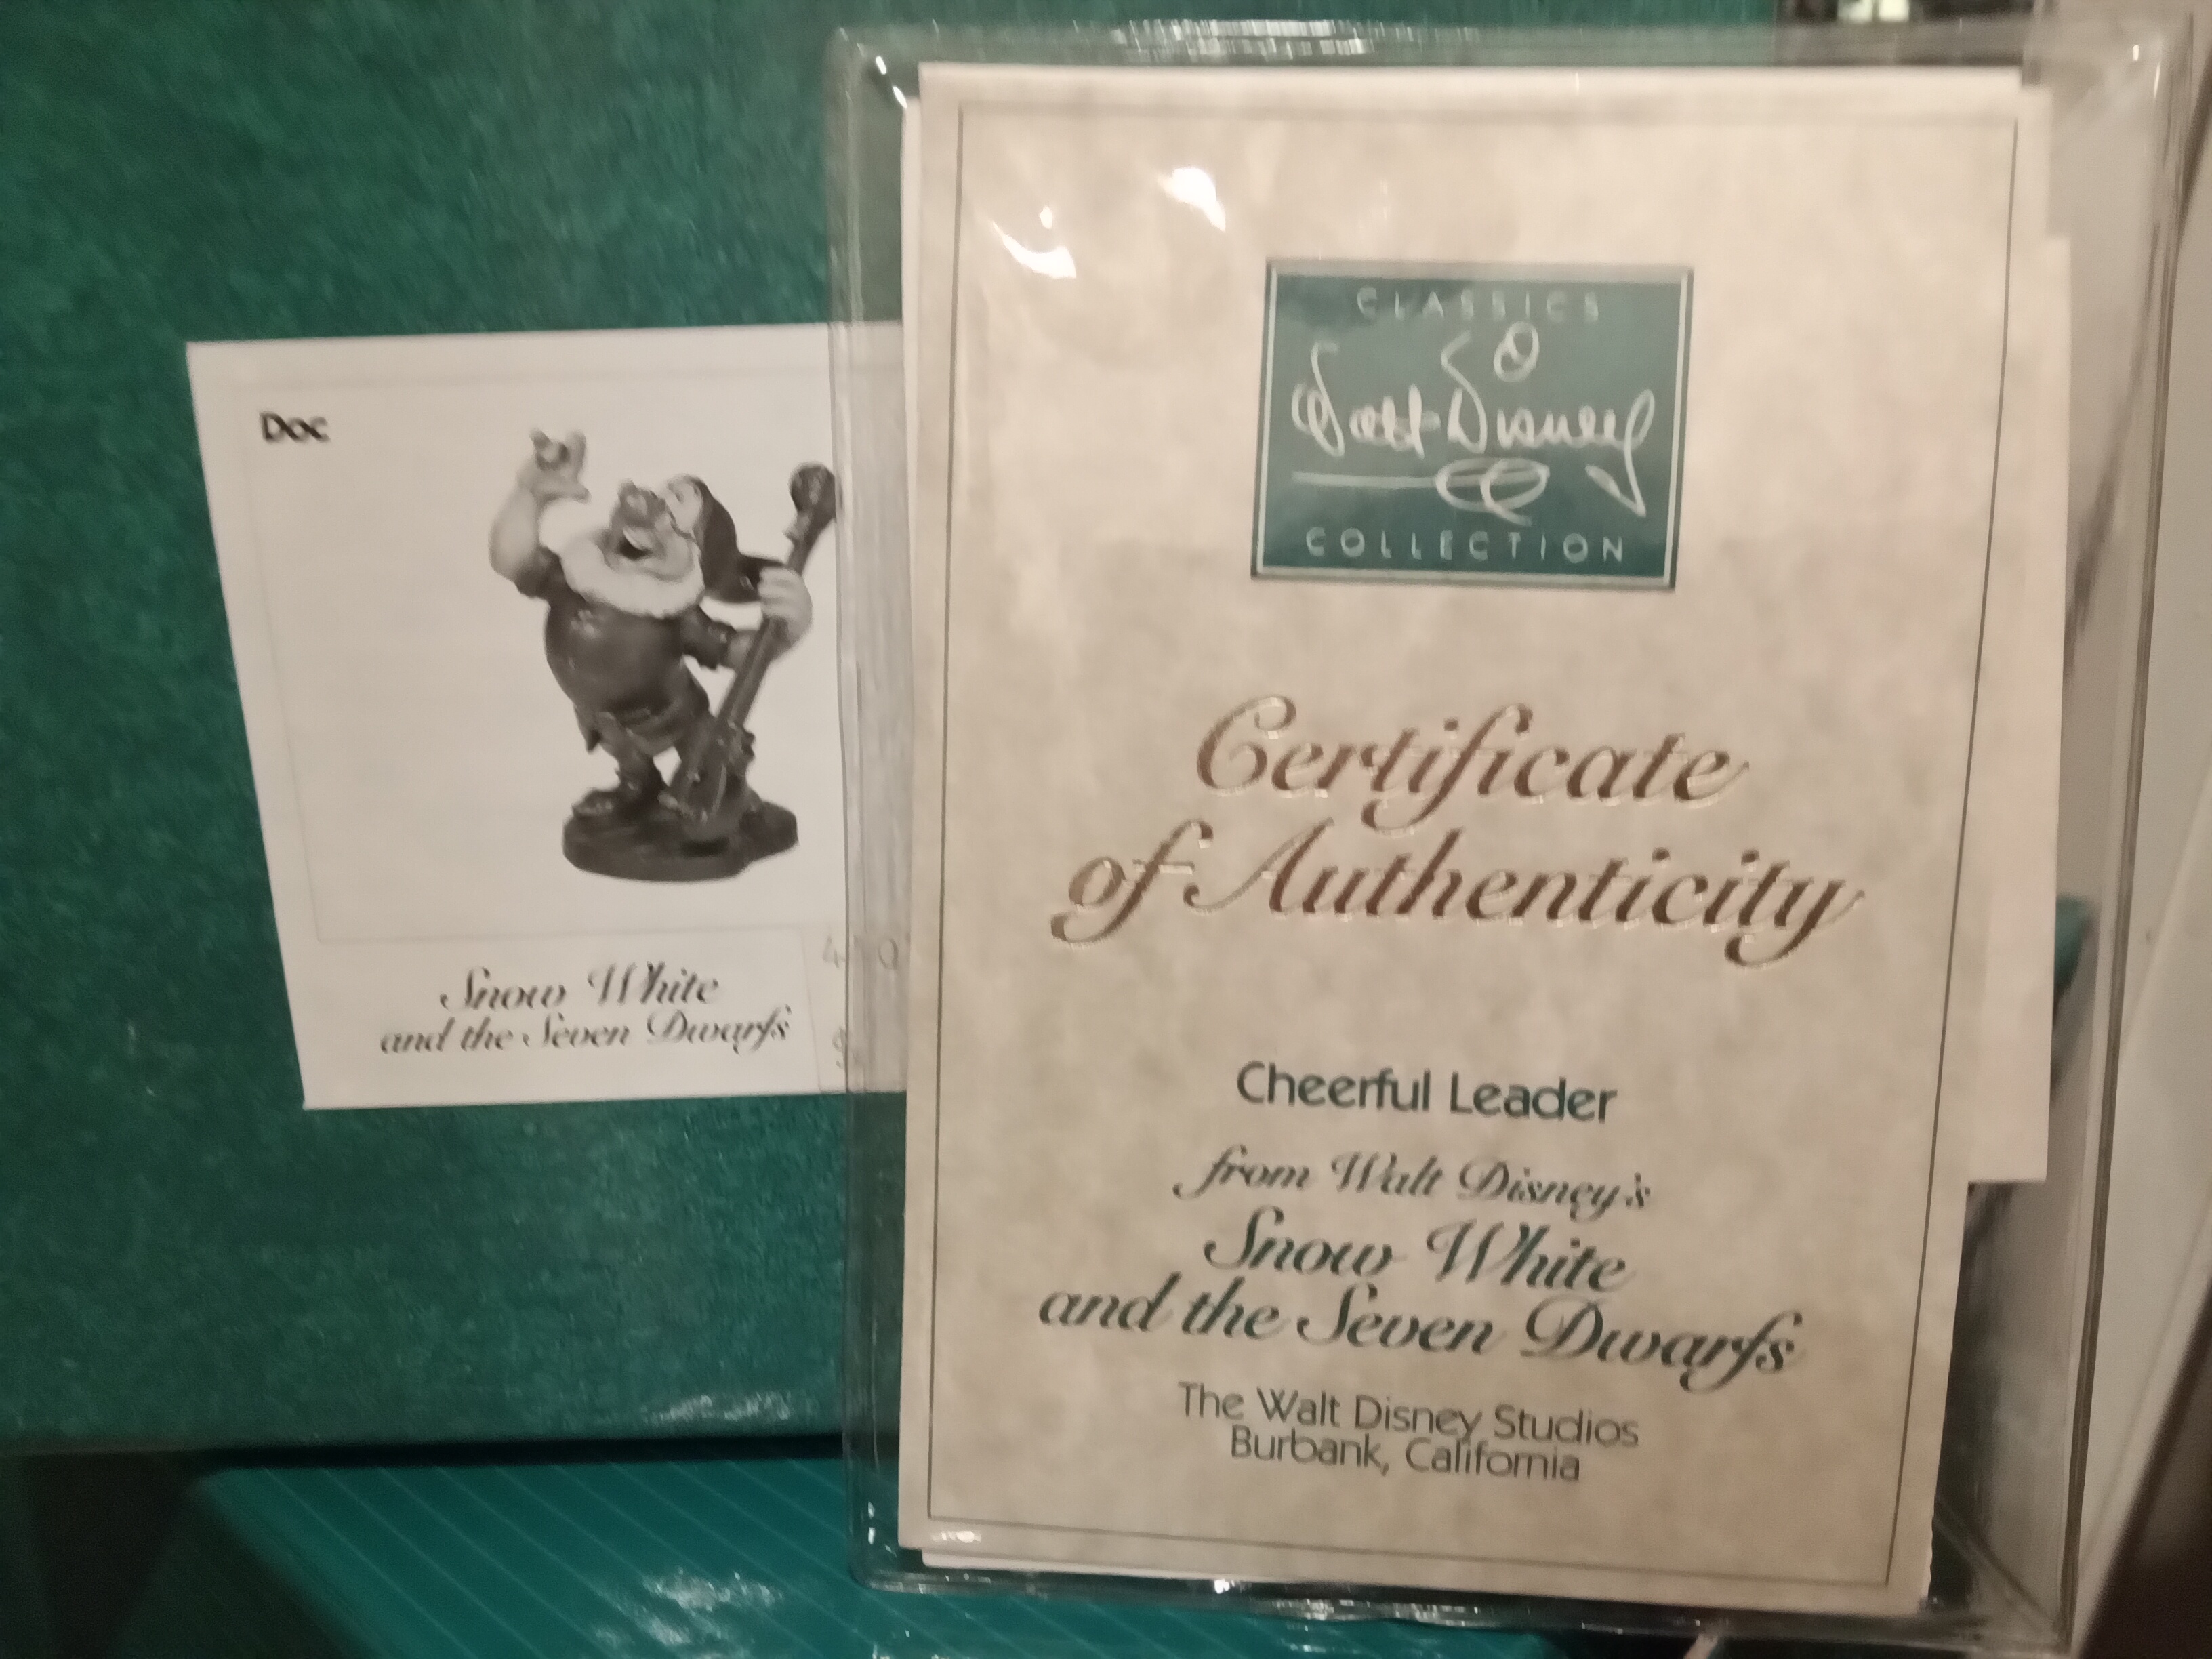 Doc
Snow White
and the Seven Dwarfs
CLASSICS
Walt Disney
COLLECTION
Certificate
of Authenticity
Cheerful Leader
from Walt Disney's
Snow White
and the Seven Dwarfs
The Walt Disney Studios
Burbank, California